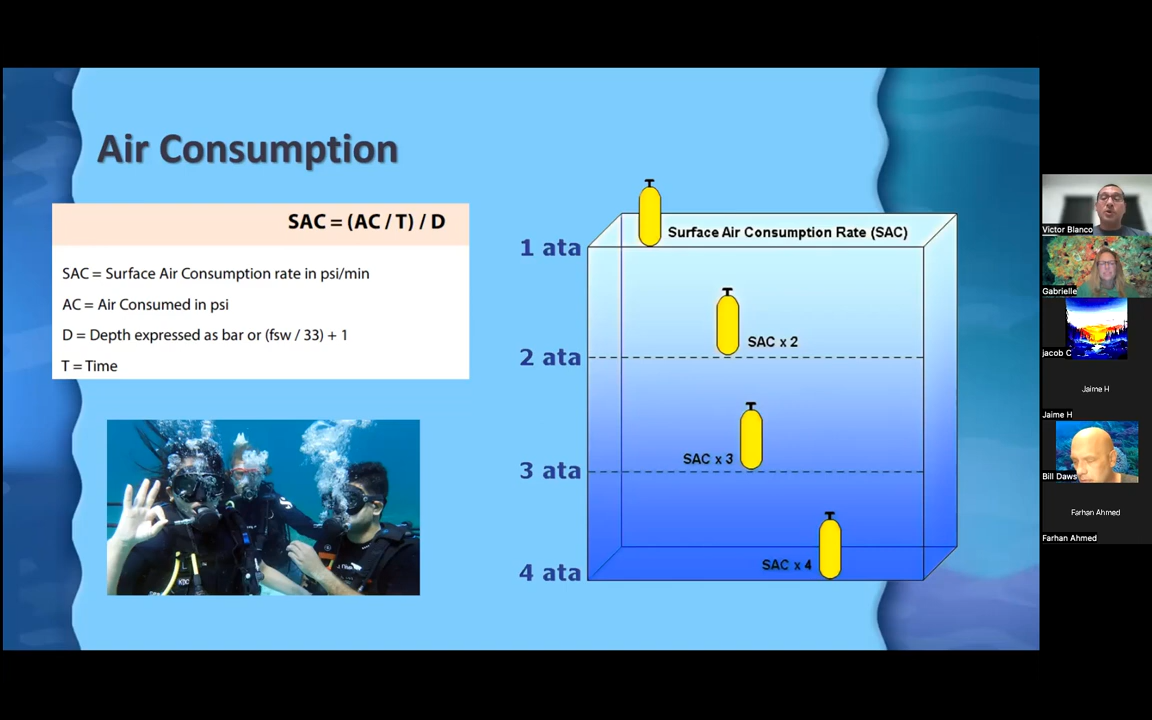 Air Consumption
SAC = (AC / T) / D
SAC = Surface Air Consumption rate in psi/min
AC = Air Consumed in psi
D = Depth expressed as bar or (fsw / 33) + 1
T = Time
Surface Air Consumption Rate (SAC)
1 ata
SAC x 2
2 ata
SAC x 3
3 ata
SAC x 4
4 ata
Victor Blanco
Gabrielle
jacob C
Jaime H
Jaime H
Bill Daws
Farhan Ahmed
Farhan Ahmed